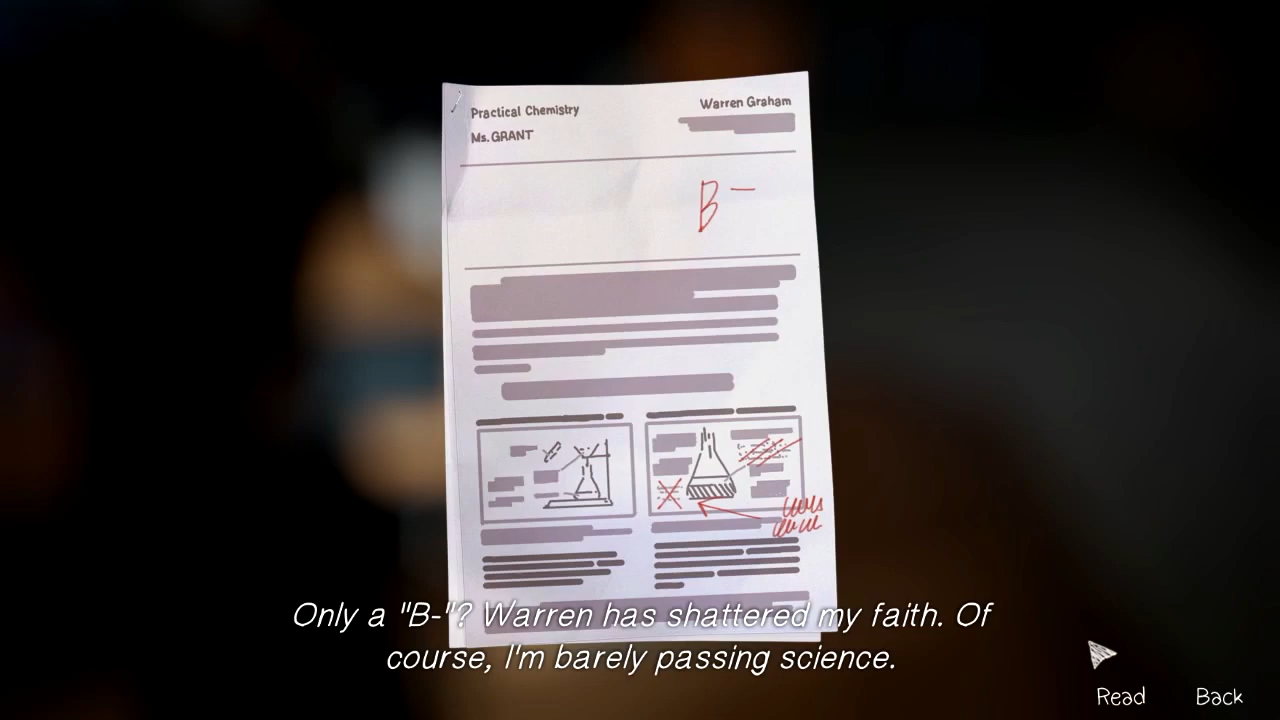 Practical Chemistry
Warren Graham
Ms. GRANT
B-
Only a "B-"? Warren has shattered my faith. Of
course, I'm barely passing science.
Read
Back